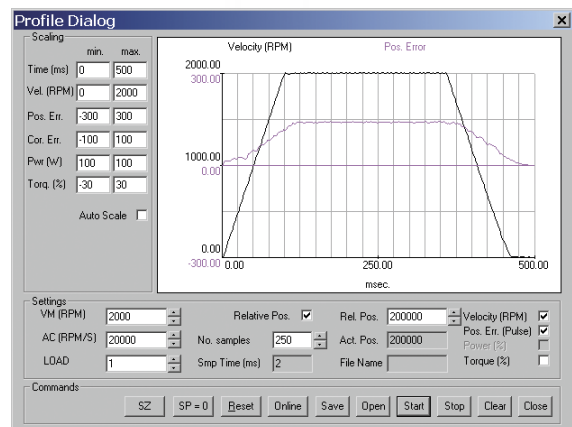 Profile Dialog
Scaling
min. max.
Time (ms) 0 500
Vel. (RPM) 0 2000
Pos. Err. -300 300
Cor. Err. -100 100
Pwr (W) 100 100
Torq. (%) -30 30
Auto Scale
Velocity (RPM) Pos. Error
2000.00
300.00
1000.00
0.00
0.00
-300.00 0.00 250.00 500.00
msec.
Settings
VM (RPM) 2000 Relative Pos. Rel. Pos. 200000 Velocity (RPM)
Pos. Err. (Pulse)
AC (RPM/S) 20000 No. samples 250 Act. Pos. 200000 Power (%)
LOAD 1 Smp Time (ms) 2 File Name Torque (%)
Commands
SZ SP = 0 Reset Online Save Open Start Stop Clear Close